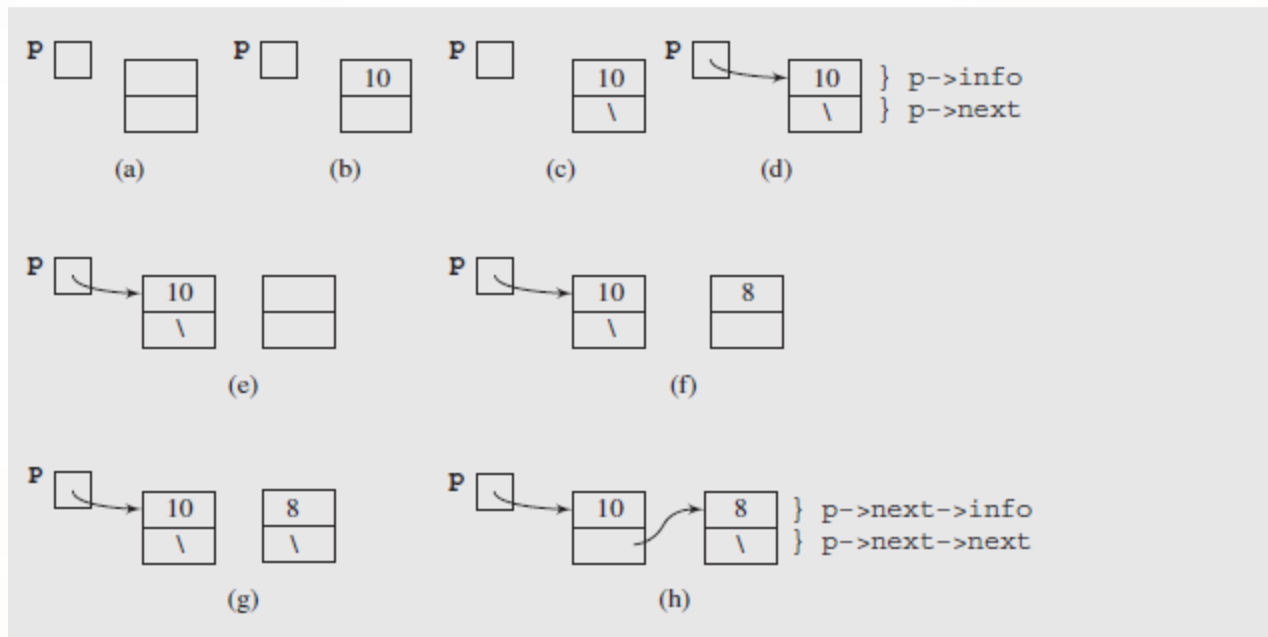 p p p p
10 10 10 } p->info
\ \ } p->next
(a) (b) (c) (d)
p p
10 10 8
\ \
(e) (f)
p p
10 8 10 8 } p->next->info
\ \ \ } p->next->next
(g) (h)